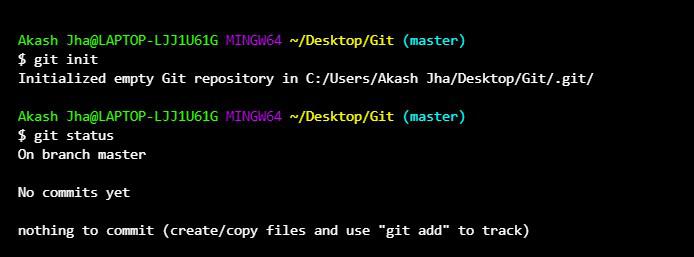 Akash Jha@LAPTOP-LJJ1U61G MINGW64 ~/Desktop/Git (master)
$ git init
Initialized empty Git repository in C:/Users/Akash Jha/Desktop/Git/.git/
Akash Jha@LAPTOP-LJJ1U61G MINGW64 ~/Desktop/Git (master)
$ git status
On branch master
No commits yet
nothing to commit (create/copy files and use "git add" to track)